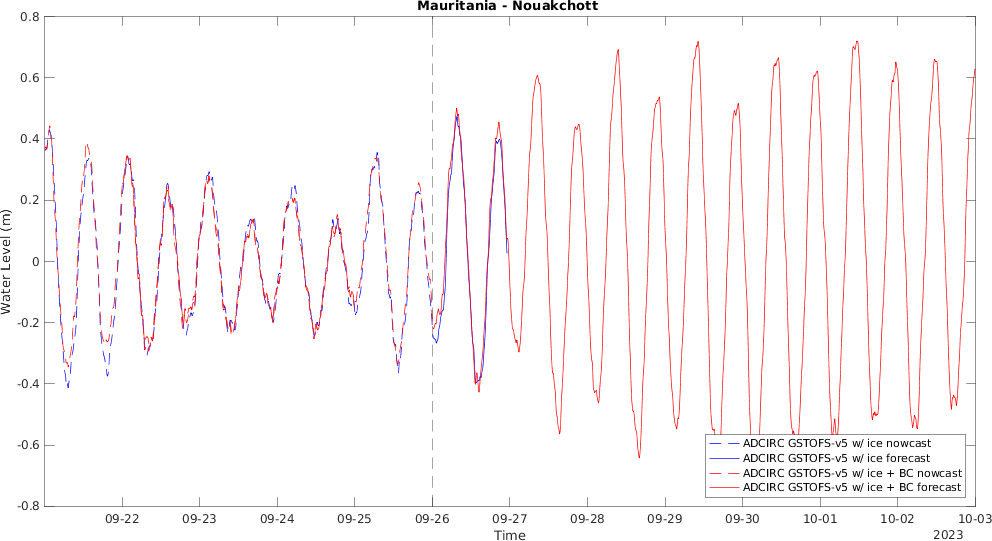 Mauritania - Nouakchott
0.8
0.6
0.4
0.2
0
-0.2
-0.4
-0.6
-0.8
Water Level (m)
ADCIRC GSTOFS-v5 w/ ice nowcast
ADCIRC GSTOFS-v5 w/ ice forecast
ADCIRC GSTOFS-v5 w/ ice + BC nowcast
ADCIRC GSTOFS-v5 w/ ice + BC forecast
09-22 09-23 09-24 09-25 09-26 09-27 09-28 09-29 09-30 10-01 10-02 10-03
Time
2023